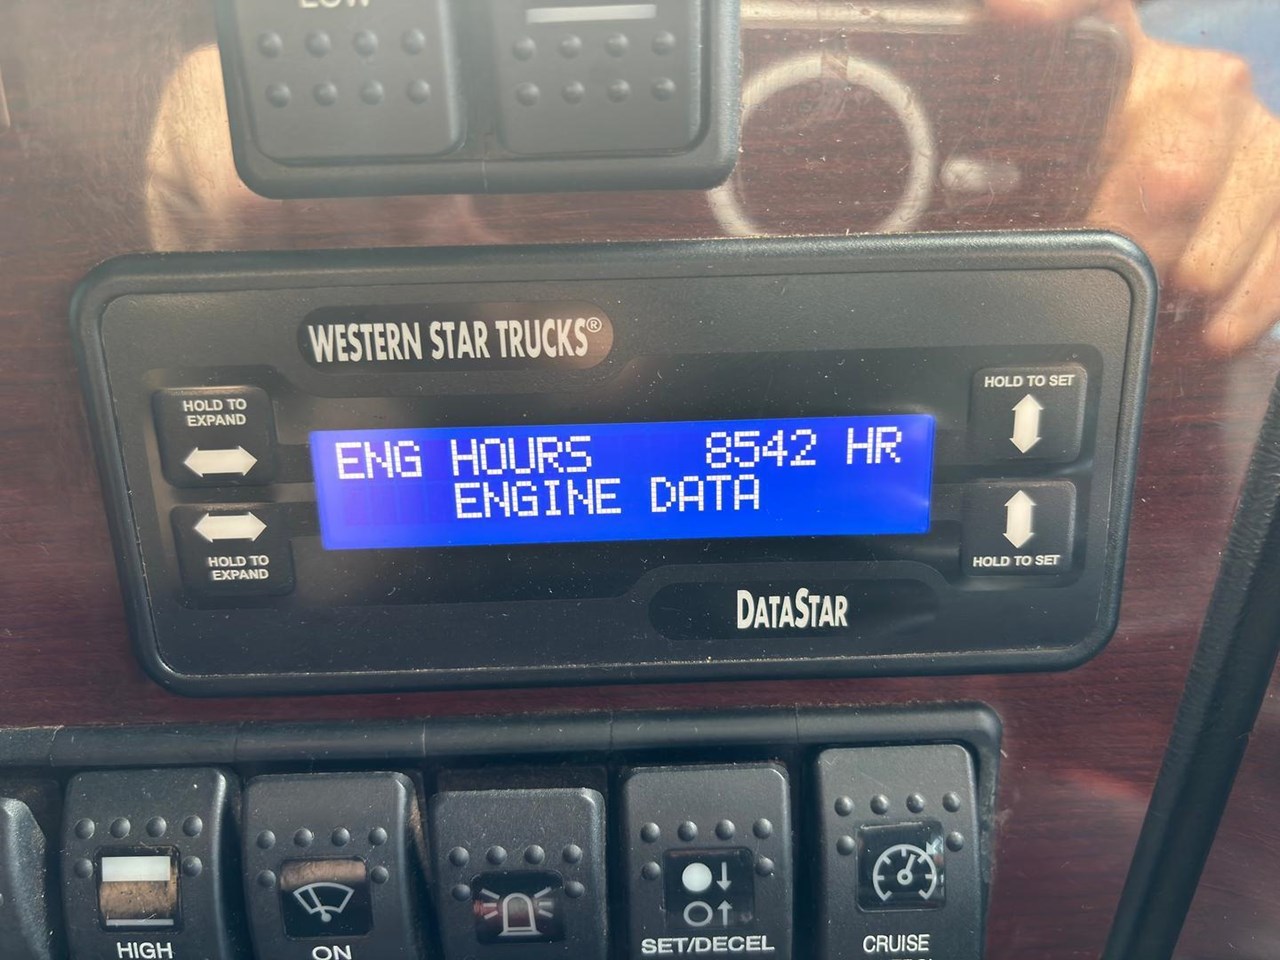 LOW
WESTERN STAR TRUCKS®
HOLD TO
EXPAND
HOLD TO SET
ENG HOURS 8542 HR
ENGINE DATA
HOLD TO
EXPAND
HOLD TO SET
DATASTAR
HIGH
ON
SET/DECEL
CRUISE